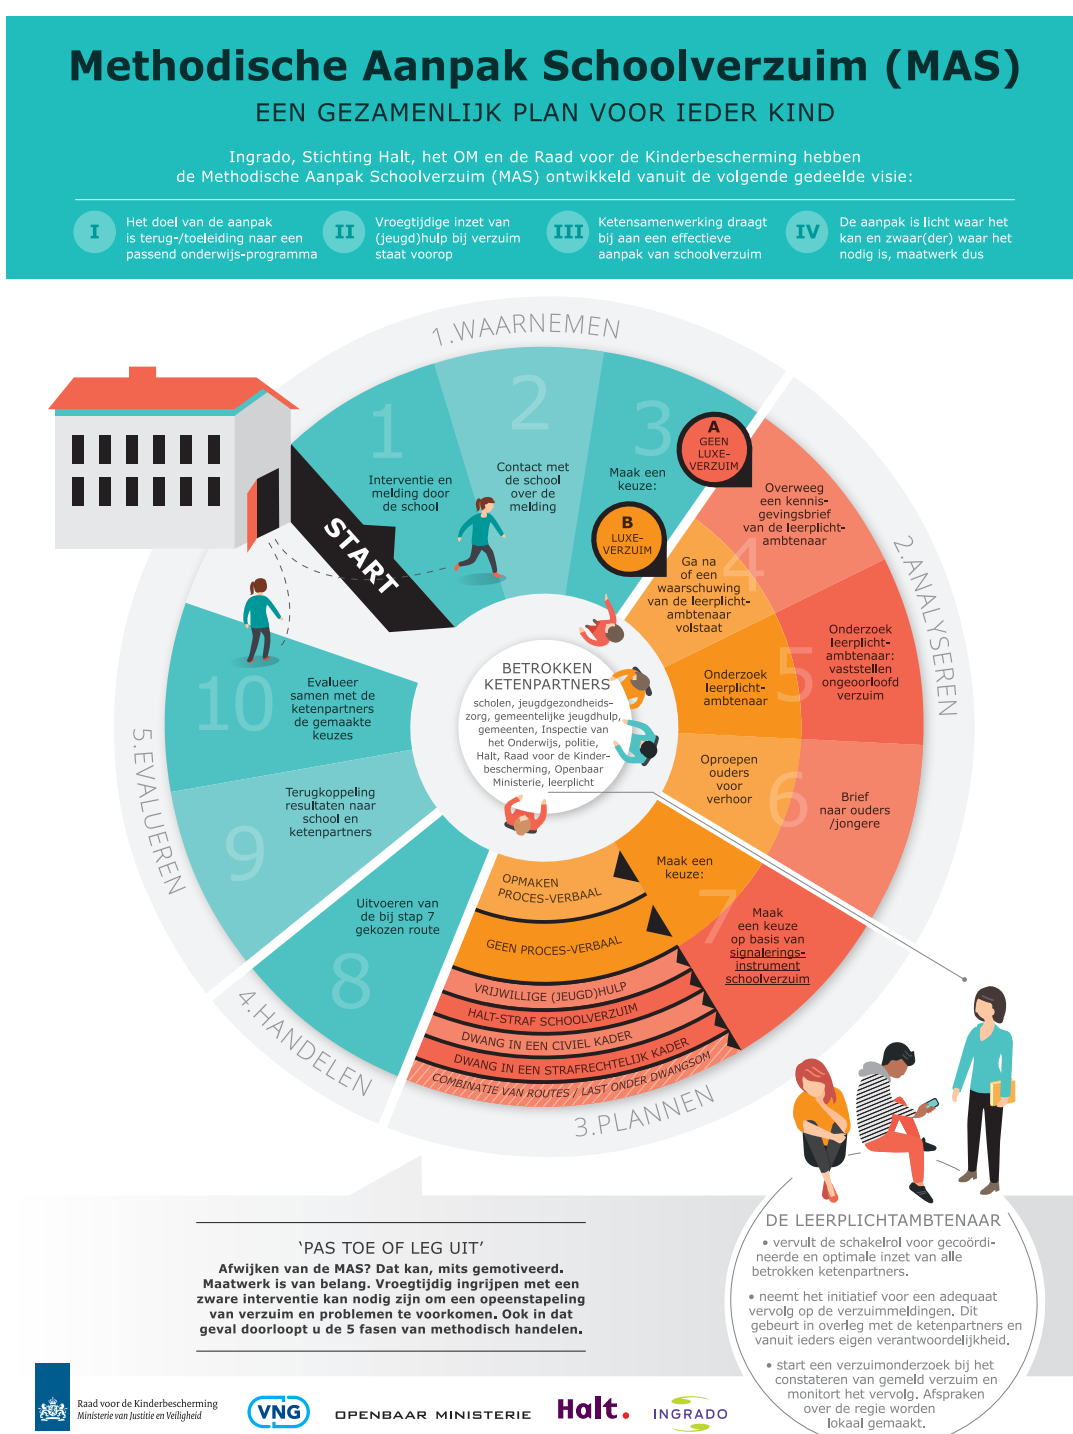 Methodische Aanpak Schoolverzuim (MAS)
EEN GEZAMENLIJK PLAN VOOR IEDER KIND
Ingrado, Stichting Halt, het OM en de Raad voor de Kinderbescherming hebben
de Methodische Aanpak Schoolverzuim (MAS) ontwikkeld vanuit de volgende gedeelde visie:
I
Het doel van de aanpak
is terug-/toeleiding naar een
passend onderwijs-programma
II
Vroegtijdige inzet van
(jeugd)hulp bij verzuim
staat voorop
III
Ketensamenwerking draagt
bij aan een effectieve
aanpak van schoolverzuim
IV
De aanpak is licht waar het
kan en zwaar(der) waar het
nodig is, maatwerk dus
1.WAARNEMEN
START
1
Interventie en
melding door
de school
2
Contact met
de school
over de
melding
3
Maak een
keuze:
A
GEEN
LUXE-
VERZUIM
B
LUXE-
VERZUIM
2.ANALYSEREN
4
Overweeg
een kennis-
gevingsbrief
van de leerplicht-
ambtenaar
Ga na
of een
waarschuwing
van de leerplicht-
ambtenaar
volstaat
5
Onderzoek
leerplicht-
ambtenaar:
vaststellen
ongeoorloofd
verzuim
Onderzoek
leerplicht-
ambtenaar
6
Oproepen
ouders
voor
verhoor
Brief
naar ouders
/jongere
BETROKKEN
KETENPARTNERS
scholen, jeugdgezondheids-
zorg, gemeentelijke jeugdhulp,
gemeenten, Inspectie van
het Onderwijs, politie,
Halt, Raad voor de Kinder-
bescherming, Openbaar
Ministerie, leerplicht
7
Maak een
keuze:
Maak
een keuze
op basis van
signalerings-
instrument
schoolverzuim
OPMAKEN
PROCES-VERBAAL
GEEN PROCES-VERBAAL
VRIJWILLIGE (JEUGD)HULP
HALT-STRAF SCHOOLVERZUIM
DWANG IN EEN CIVIEL KADER
DWANG IN EEN STRAFRECHTELIJK KADER
COMBINATIE VAN ROUTES / LAST ONDER DWANGSOM
3.PLANNEN
8
Uitvoeren van
de bij stap 7
gekozen route
4.HANDELEN
9
Terugkoppeling
resultaten naar
school en
ketenpartners
10
Evalueer
samen met de
ketenpartners
de gemaakte
keuzes
5.EVALUEREN
‘PAS TOE OF LEG UIT’
Afwijken van de MAS? Dat kan, mits gemotiveerd.
Maatwerk is van belang. Vroegtijdig ingrijpen met een
zware interventie kan nodig zijn om een opeenstapeling
van verzuim en problemen te voorkomen. Ook in dat
geval doorloopt u de 5 fasen van methodisch handelen.
DE LEERPLICHTAMBTENAAR
• vervult de schakelrol voor gecoördi-
neerde en optimale inzet van alle
betrokken ketenpartners.
• neemt het initiatief voor een adequaat
vervolg op de verzuimmeldingen. Dit
gebeurt in overleg met de ketenpartners en
vanuit ieders eigen verantwoordelijkheid.
• start een verzuimonderzoek bij het
constateren van gemeld verzuim en
monitort het vervolg. Afspraken
over de regie worden
lokaal gemaakt.
Raad voor de Kinderbescherming
Ministerie van Justitie en Veiligheid
VNG
OPENBAAR MINISTERIE
Halt.
INGRADO